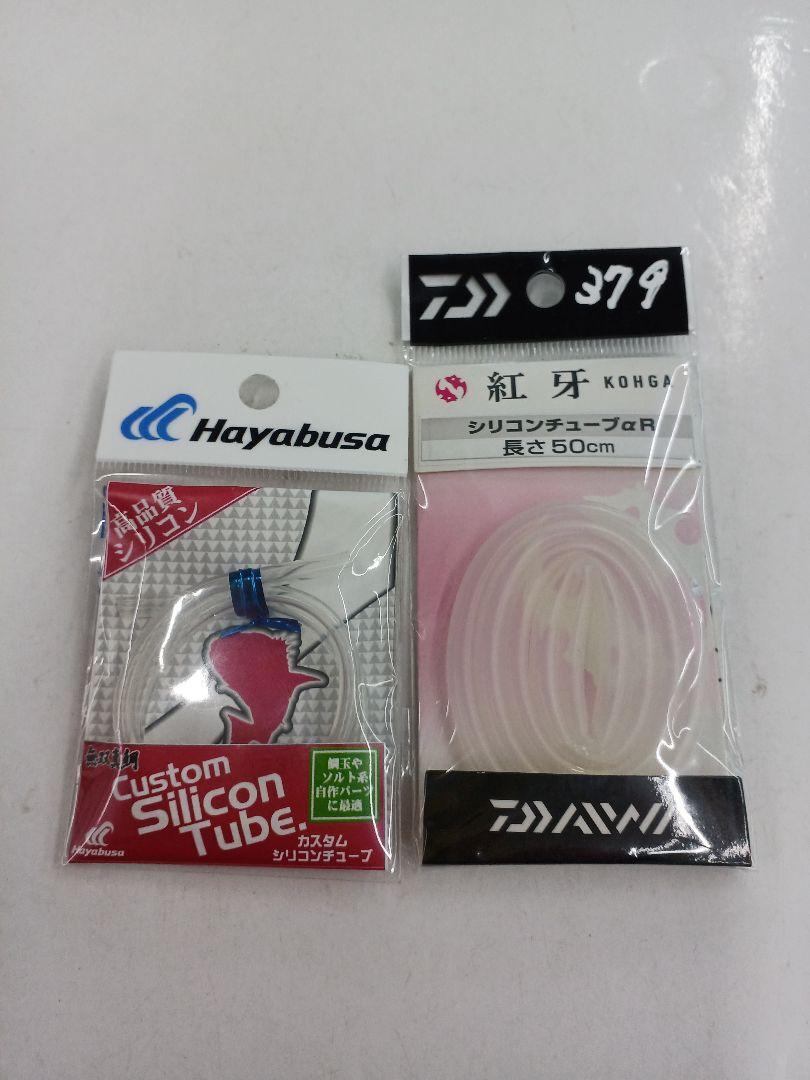 Hayabusa
高品質
シリコン
無双真鯛
Custom
Silicon
Tube.
カスタム
シリコンチューブ
鯛玉や
ソルト系
自作パーツ
に最適
Hayabusa
379
紅牙 KOHGA
シリコンチューブαR
長さ50cm
DAIWA